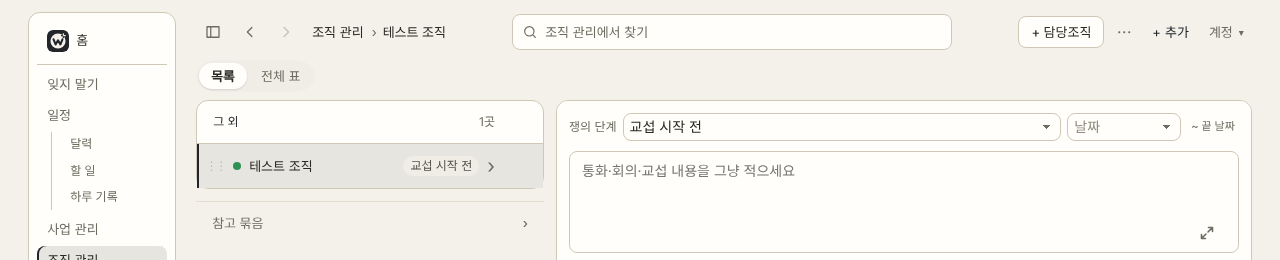 홈
잊지 말기
일정
달력
할 일
하루 기록
사업 관리
조직 관리
조직 관리 › 테스트 조직
조직 관리에서 찾기
+ 담당조직 ··· + 추가 계정 ▾
목록 전체 표
그 외 1곳
테스트 조직 교섭 시작 전 ›
참고 묶음 ›
쟁의 단계 교섭 시작 전 날짜 ~ 끝 날짜
통화·회의·교섭 내용을 그냥 적으세요